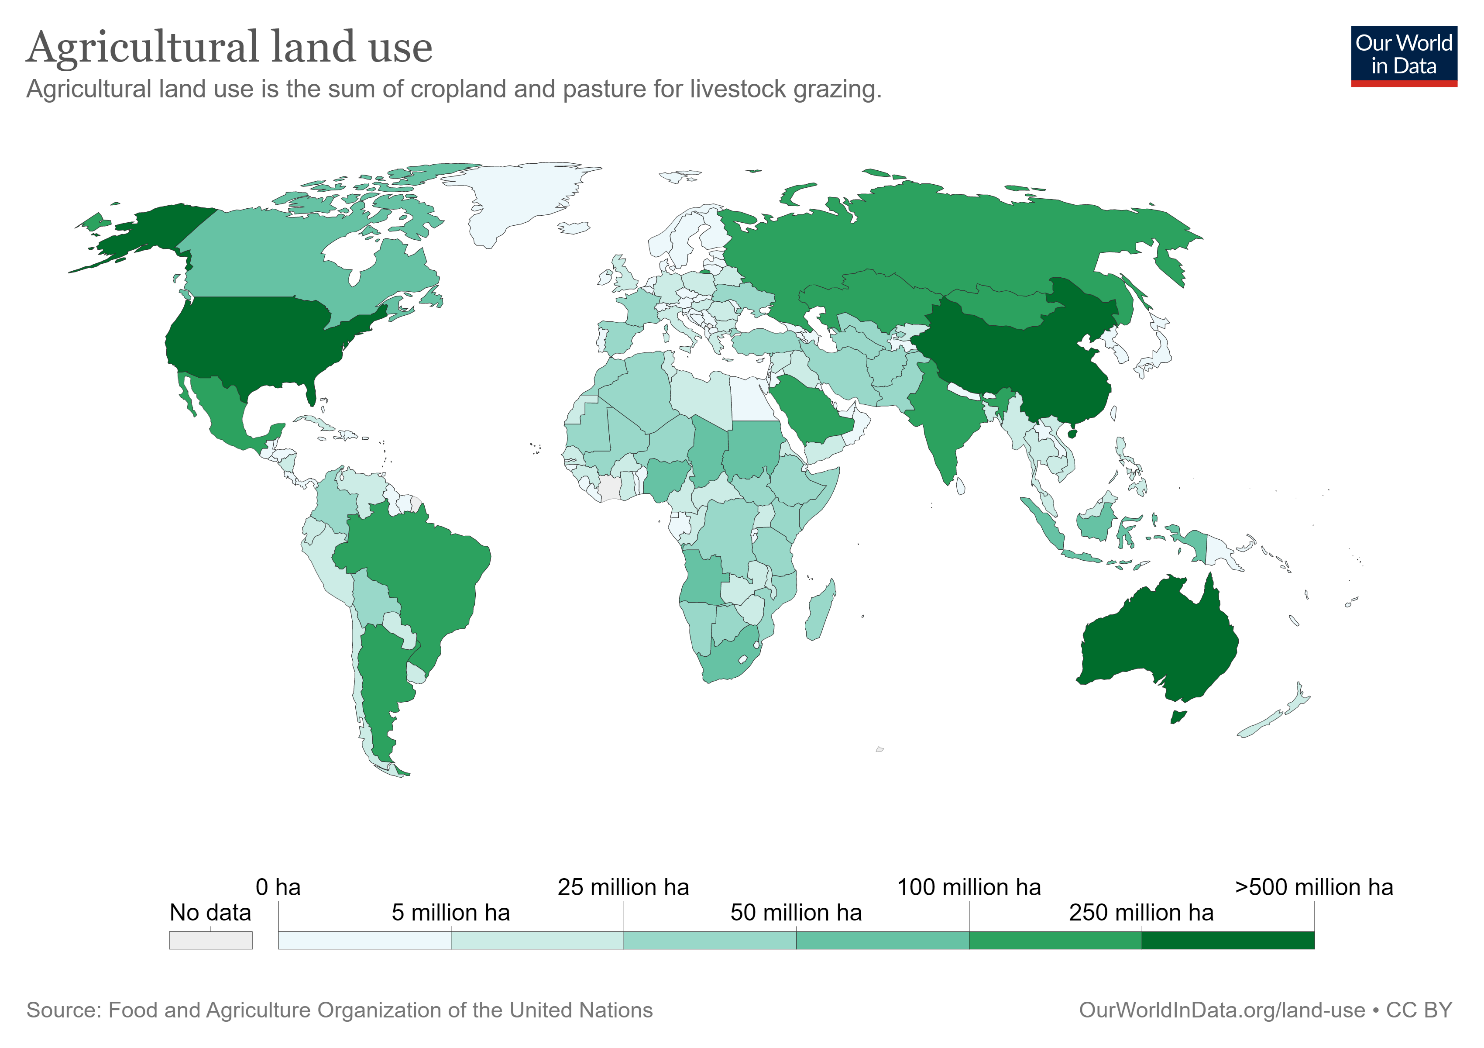 Agricultural land use
Agricultural land use is the sum of cropland and pasture for livestock grazing.
Our World
in Data
0 ha
25 million ha
100 million ha
>500 million ha
No data
5 million ha
50 million ha
250 million ha
Source: Food and Agriculture Organization of the United Nations
OurWorldInData.org/land-use • CC BY